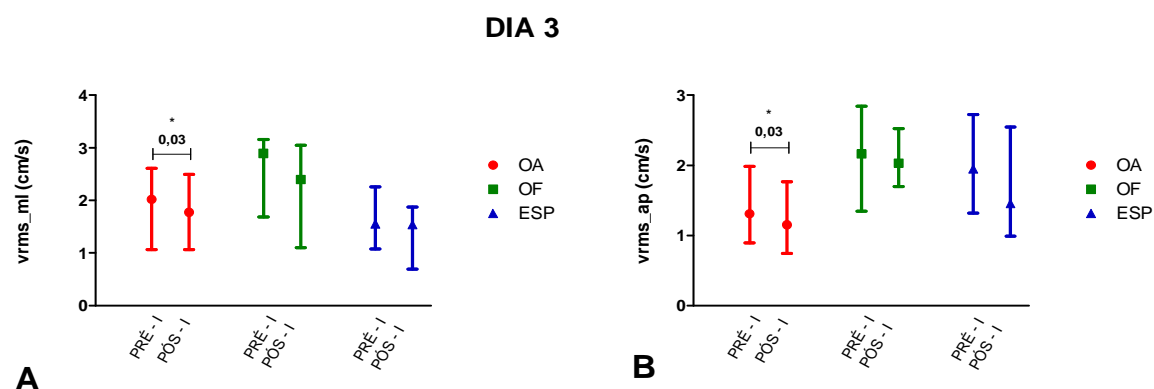 DIA 3
vrms_ml (cm/s)
4
3
2
1
0
*
0,03
PRÉ - I
PÓS - I
PRÉ - I
PÓS - I
PRÉ - I
PÓS - I
OA
OF
ESP
A
vrms_ap (cm/s)
3
2
1
0
*
0,03
PRÉ - I
PÓS - I
PRÉ - I
PÓS - I
PRÉ - I
PÓS - I
OA
OF
ESP
B